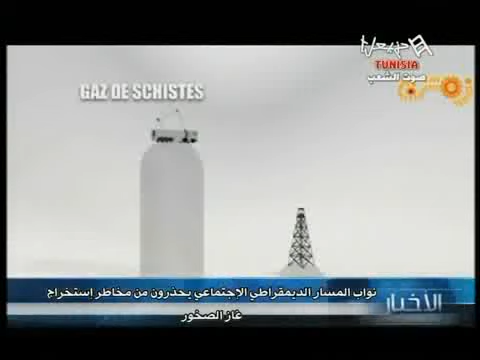 TUNISIA
صوت الشعب
GAZ DE SCHISTES
نواب المسار الديمقراطي الإجتماعي يحذرون من مخاطر إستخراج
غاز الصخور
الأخبار